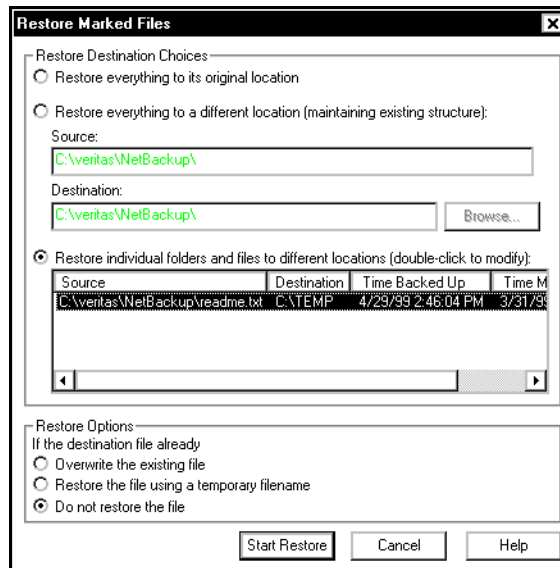 Restore Marked Files
Restore Destination Choices
Restore everything to its original location
Restore everything to a different location (maintaining existing structure):
Source:
C:\veritas\NetBackup\
Destination:
C:\veritas\NetBackup\
Browse...
Restore individual folders and files to different locations (double-click to modify):
Source Destination Time Backed Up Time M
C:\veritas\NetBackup\readme.txt C:\TEMP 4/29/99 2:46:04 PM 3/31/99
Restore Options
If the destination file already
Overwrite the existing file
Restore the file using a temporary filename
Do not restore the file
Start Restore Cancel Help